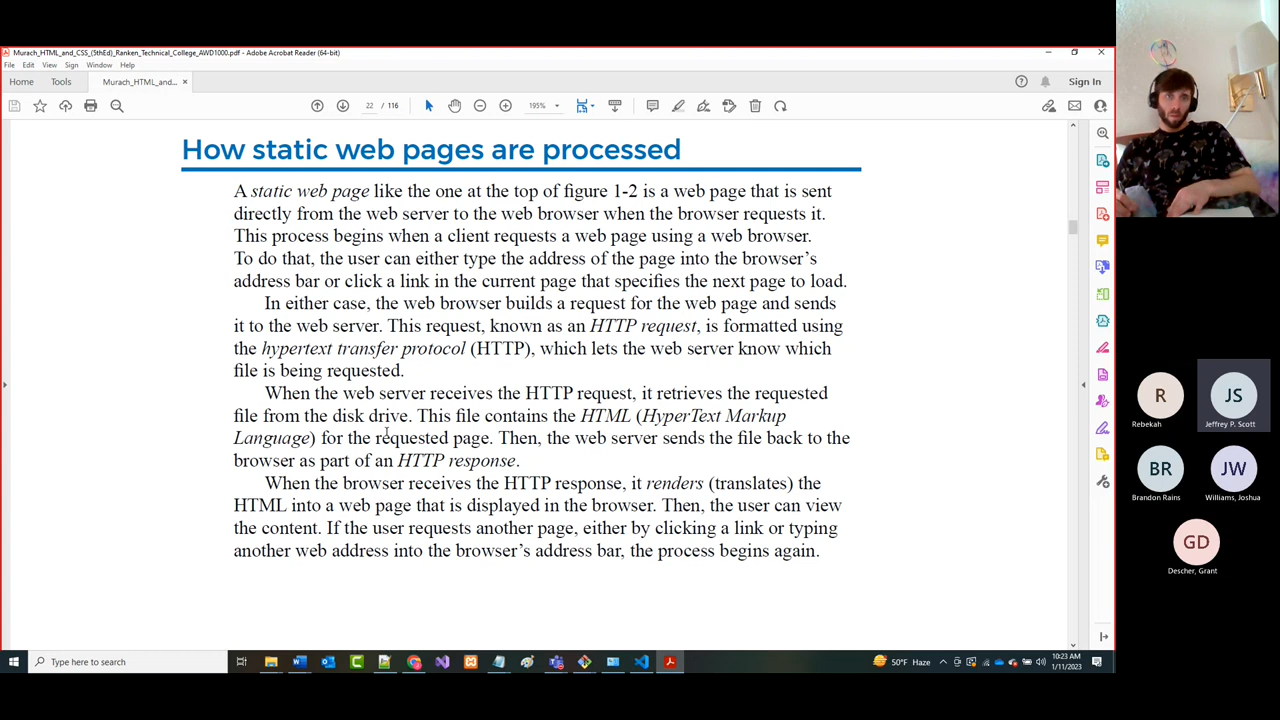 Murach_HTML_and_CSS_(5thEd)_Ranken_Technical_College_AWD1000.pdf - Adobe Acrobat Reader (64-bit)
File Edit View Sign Window Help
Home Tools Murach_HTML_and... × Sign In
22 / 116 195%
How static web pages are processed
A static web page like the one at the top of figure 1-2 is a web page that is sent
directly from the web server to the web browser when the browser requests it.
This process begins when a client requests a web page using a web browser.
To do that, the user can either type the address of the page into the browser's
address bar or click a link in the current page that specifies the next page to load.
In either case, the web browser builds a request for the web page and sends
it to the web server. This request, known as an HTTP request, is formatted using
the hypertext transfer protocol (HTTP), which lets the web server know which
file is being requested.
When the web server receives the HTTP request, it retrieves the requested
file from the disk drive. This file contains the HTML (HyperText Markup
Language) for the requested page. Then, the web server sends the file back to the
browser as part of an HTTP response.
When the browser receives the HTTP response, it renders (translates) the
HTML into a web page that is displayed in the browser. Then, the user can view
the content. If the user requests another page, either by clicking a link or typing
another web address into the browser's address bar, the process begins again.
R
Rebekah
JS
Jeffrey P. Scott
BR
Brandon Rains
JW
Williams, Joshua
GD
Descher, Grant
Type here to search
50°F Haze
10:23 AM
1/11/2023